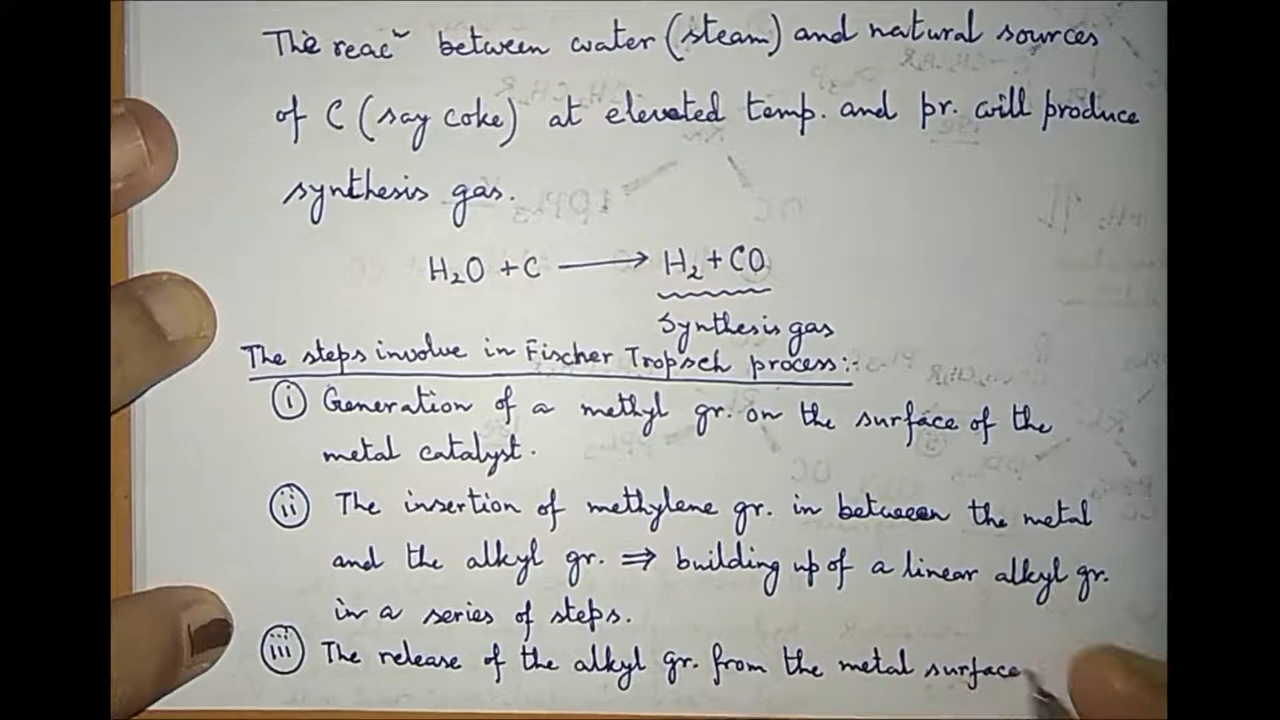 The reacⁿ between water (steam) and natural sources
of C (say coke) at elevated temp. and pr. will produce
synthesis gas.
H₂O + C ⟶ H₂ + CO
Synthesis gas
The steps involve in Fischer Tropsch process:
(i) Generation of a methyl gr. on the surface of the
metal catalyst.
(ii) The insertion of methylene gr. in between the metal
and the alkyl gr. ⇒ building up of a linear alkyl gr.
in a series of steps.
(iii) The release of the alkyl gr. from the metal surface